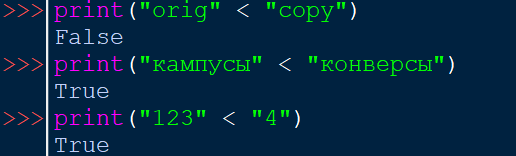 >>> print("orig" < "copy")
False
>>> print("кампусы" < "конверсы")
True
>>> print("123" < "4")
True